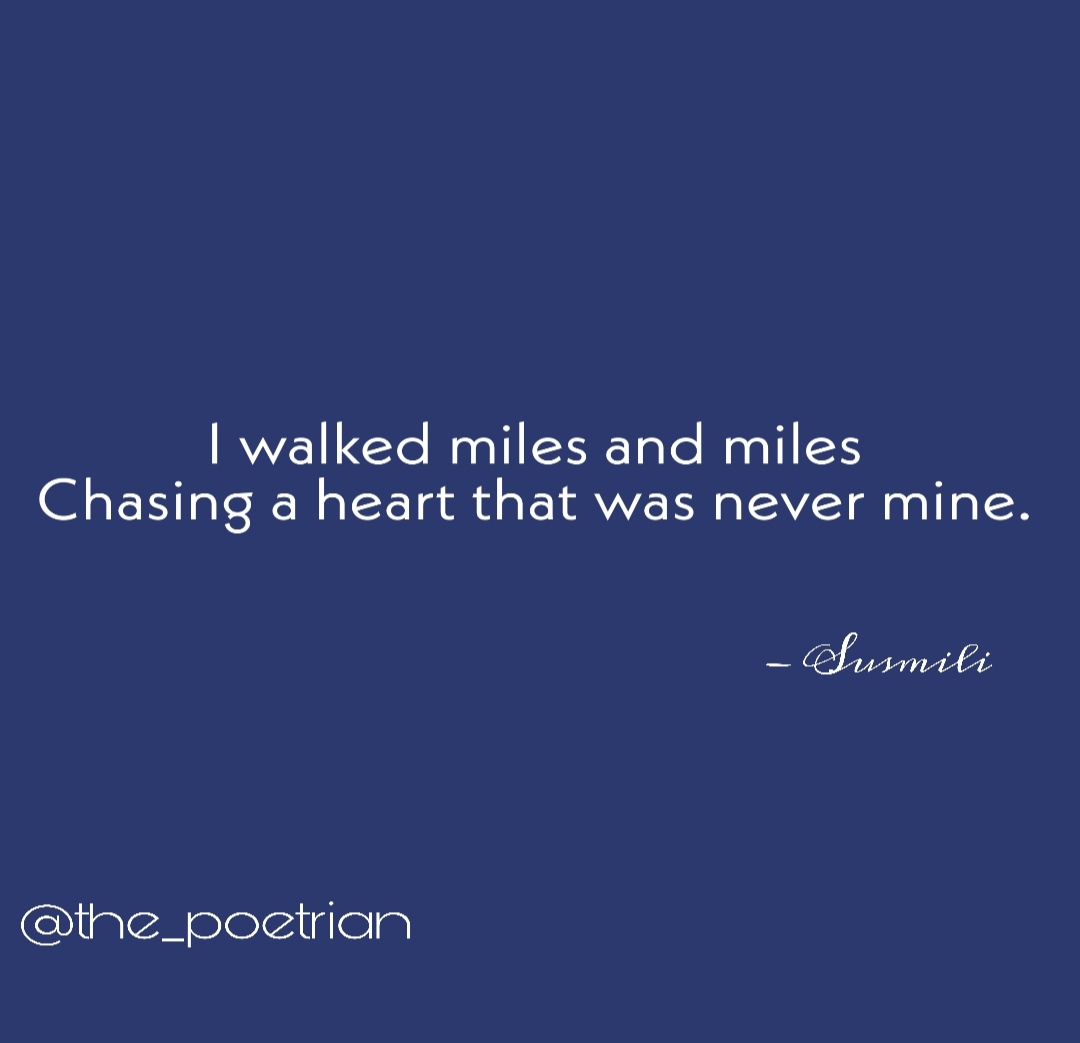 I walked miles and miles
Chasing a heart that was never mine.
– Susmili
@the_poetrian